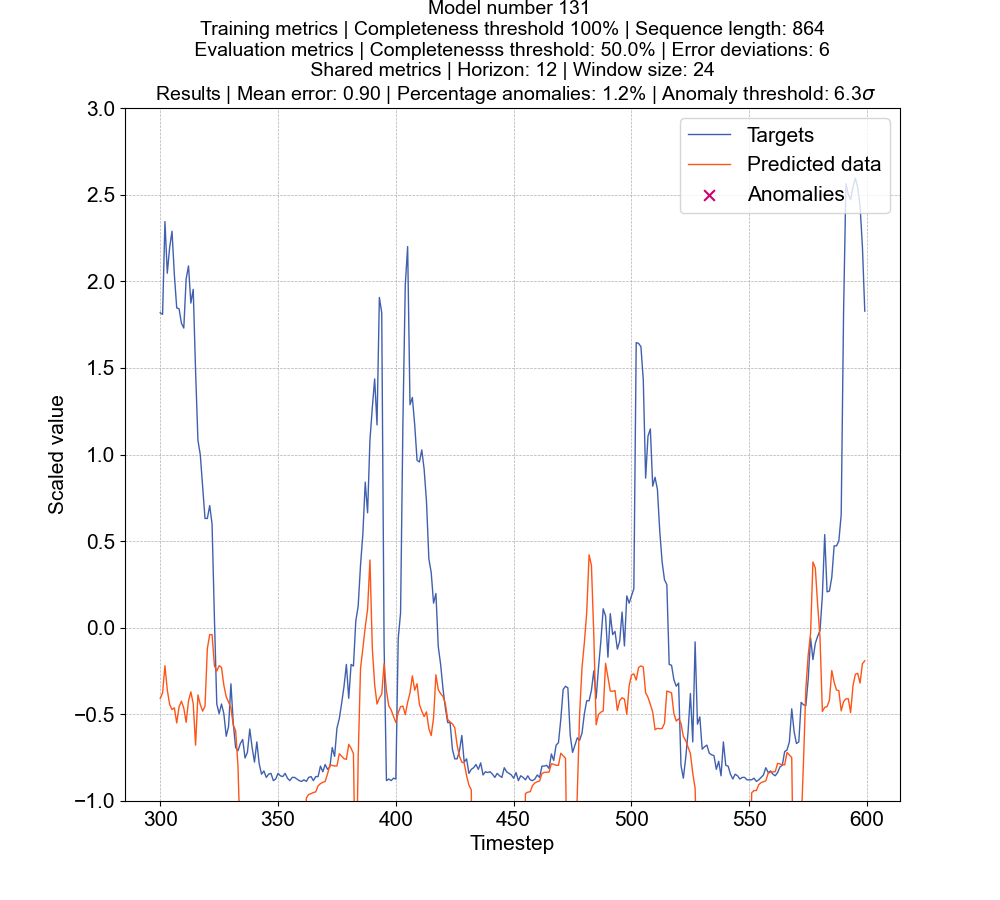 Model number 131
Training metrics | Completeness threshold 100% | Sequence length: 864
Evaluation metrics | Completenesss threshold: 50.0% | Error deviations: 6
Shared metrics | Horizon: 12 | Window size: 24
Results | Mean error: 0.90 | Percentage anomalies: 1.2% | Anomaly threshold: 6.3σ
Targets
Predicted data
Anomalies
Scaled value
3.0
2.5
2.0
1.5
1.0
0.5
0.0
−0.5
−1.0
300
350
400
450
500
550
600
Timestep